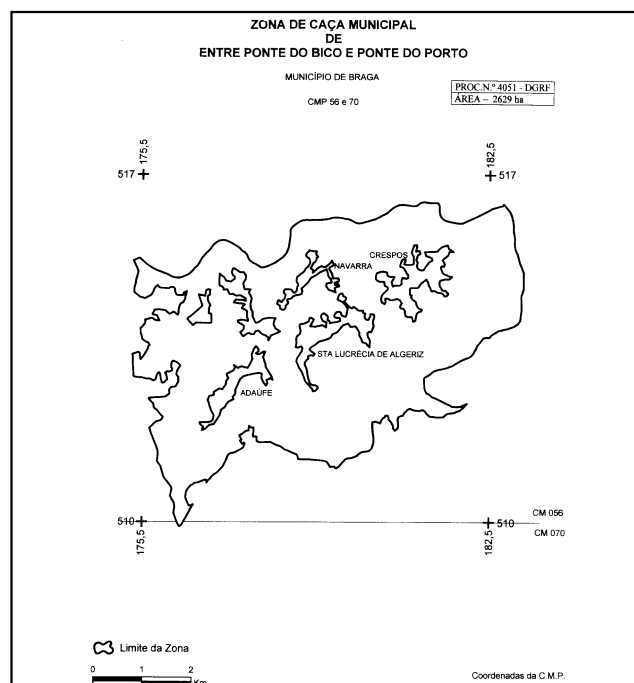 ZONA DE CAÇA MUNICIPAL
DE
ENTRE PONTE DO BICO E PONTE DO PORTO
MUNICÍPIO DE BRAGA
CMP 56 e 70
PROC.N.º 4051 - DGRF
ÁREA – 2629 ha
175,5
182,5
517
517
CRESPOS
NAVARRA
STA LUCRÉCIA DE ALGERIZ
ADAÚFE
510
510
CM 056
CM 070
175,5
182,5
Limite da Zona
0 1 2
Km
Coordenadas da C.M.P.